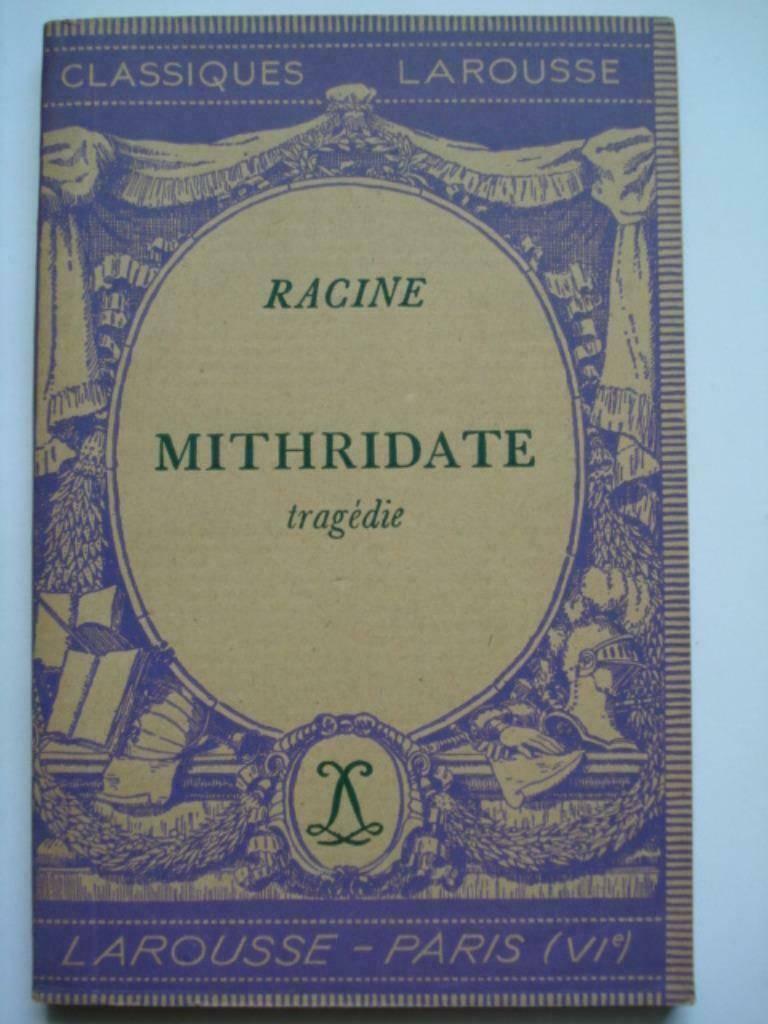 CLASSIQUES LAROUSSE
RACINE
MITHRIDATE
tragédie
LAROUSSE – PARIS (VIe)